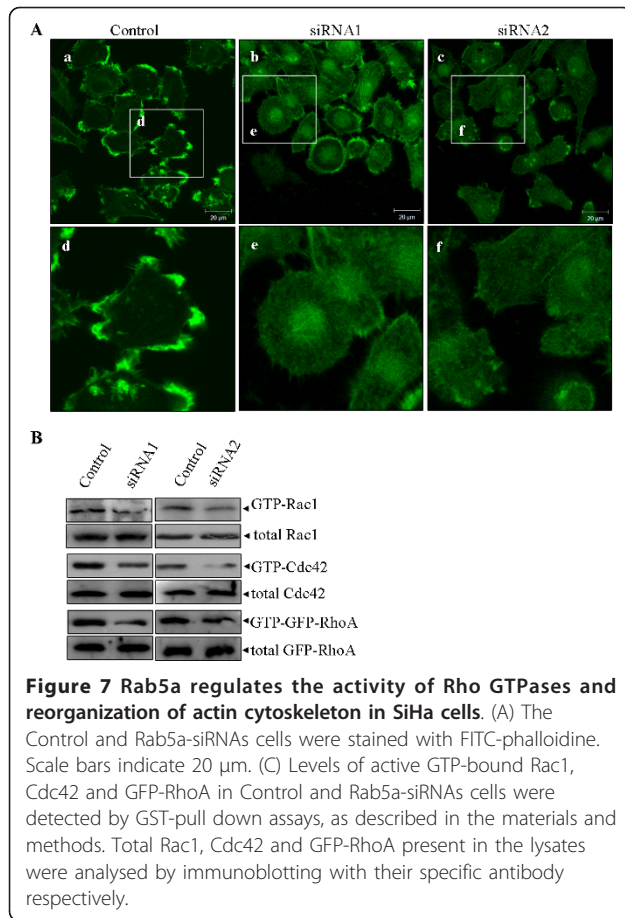 A
Control
siRNA1
siRNA2
a
b
c
d
e
f
20 µm
20 µm
20 µm
d
e
f
B
Control
siRNA1
Control
siRNA2
GTP-Rac1
total Rac1
GTP-Cdc42
total Cdc42
GTP-GFP-RhoA
total GFP-RhoA
Figure 7 Rab5a regulates the activity of Rho GTPases and
reorganization of actin cytoskeleton in SiHa cells. (A) The
Control and Rab5a-siRNAs cells were stained with FITC-phalloidine.
Scale bars indicate 20 µm. (C) Levels of active GTP-bound Rac1,
Cdc42 and GFP-RhoA in Control and Rab5a-siRNAs cells were
detected by GST-pull down assays, as described in the materials and
methods. Total Rac1, Cdc42 and GFP-RhoA present in the lysates
were analysed by immunoblotting with their specific antibody
respectively.